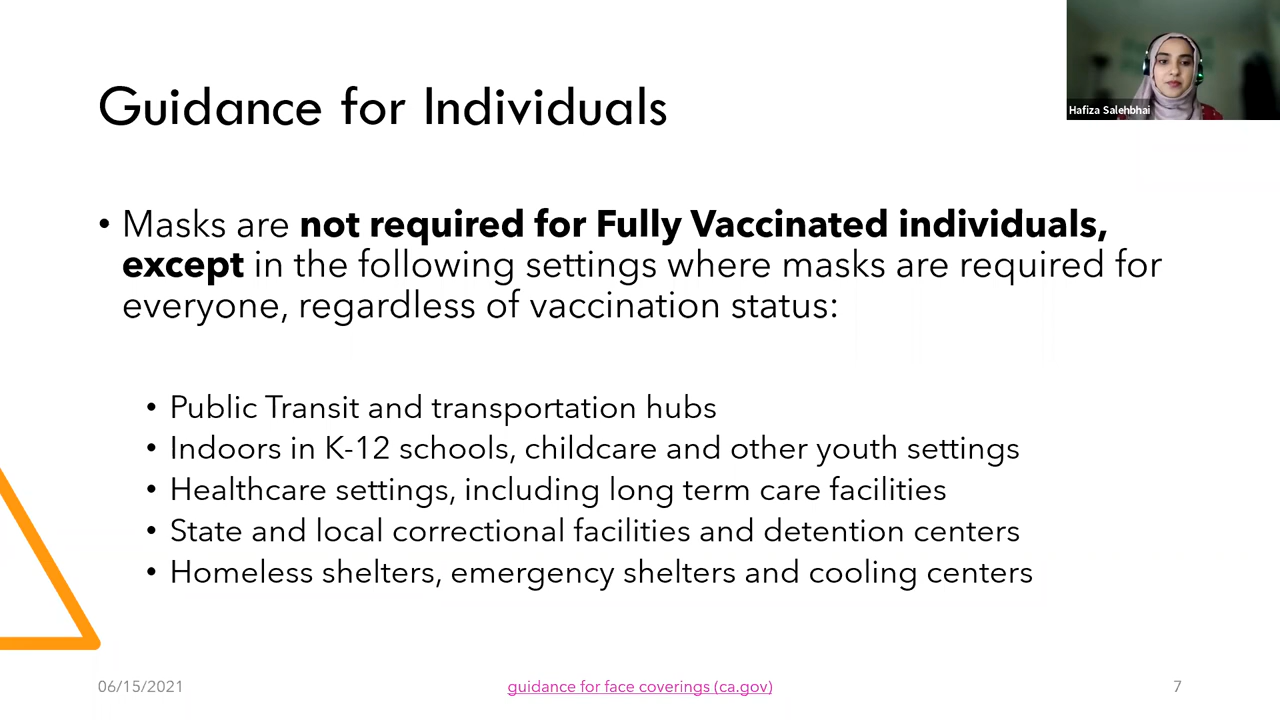 Hafiza Salehbhai
Guidance for Individuals
• Masks are not required for Fully Vaccinated individuals,
except in the following settings where masks are required for
everyone, regardless of vaccination status:
• Public Transit and transportation hubs
• Indoors in K-12 schools, childcare and other youth settings
• Healthcare settings, including long term care facilities
• State and local correctional facilities and detention centers
• Homeless shelters, emergency shelters and cooling centers
06/15/2021
guidance for face coverings (ca.gov)
7